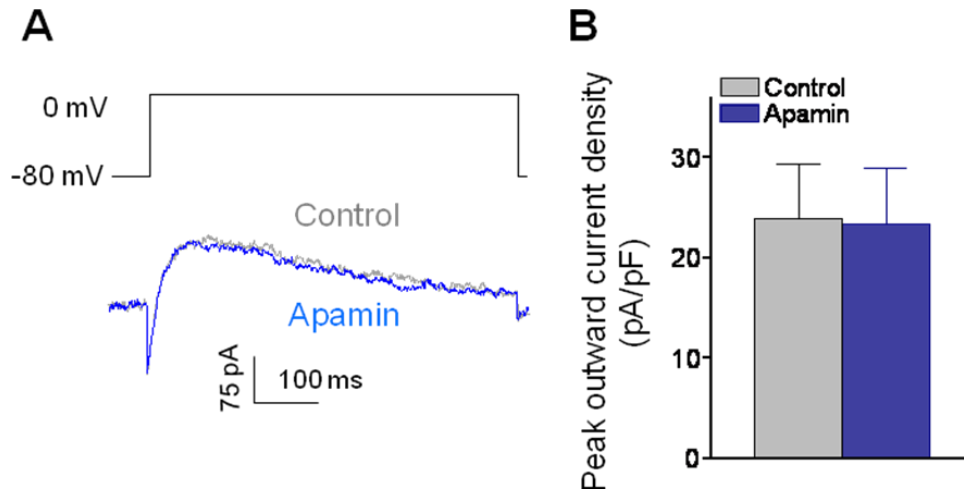 A
0 mV
-80 mV
Control
Apamin
75 pA
100 ms
B
Peak outward current density
(pA/pF)
Control
Apamin
30
20
10
0